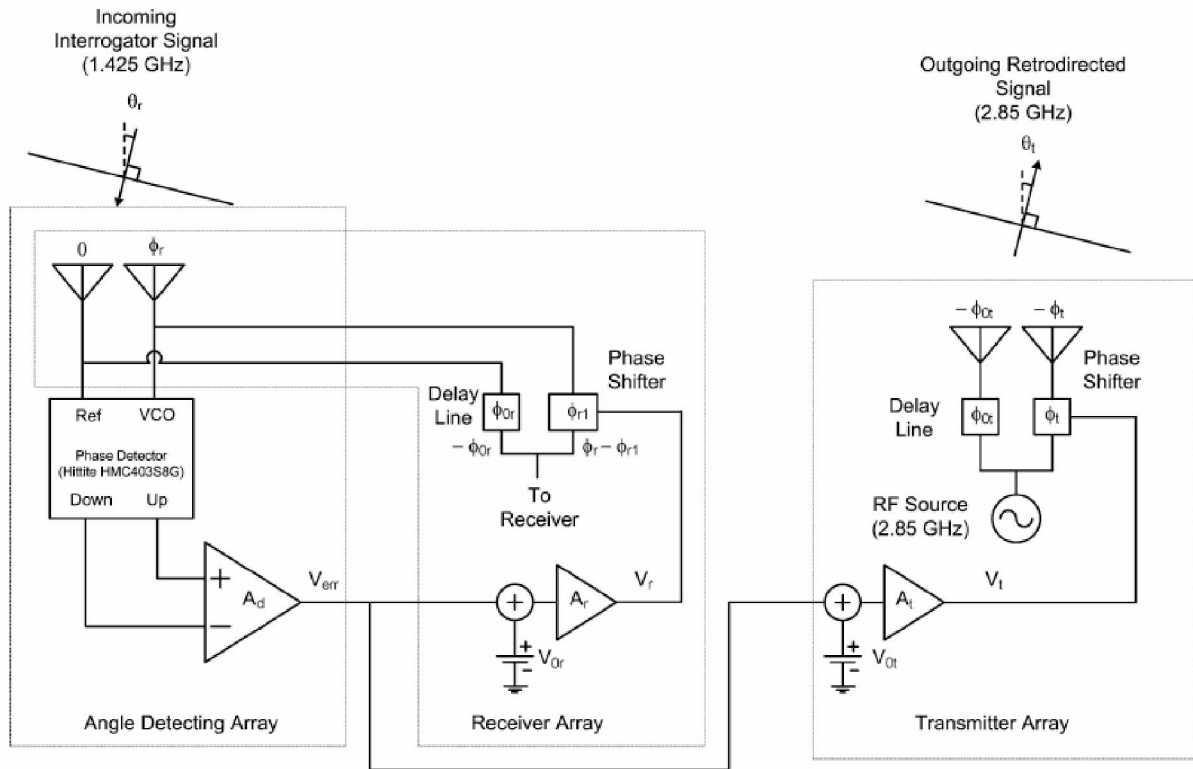 Incoming
Interrogator Signal
(1.425 GHz)
θr
Outgoing Retrodirected
Signal
(2.85 GHz)
θt
0
ϕr
− ϕ0t
− ϕt
Ref
VCO
Phase Detector
(Hittite HMC403S8G)
Down
Up
Delay
Line
ϕ0r
Phase
Shifter
ϕr1
− ϕ0r
ϕr − ϕr1
To
Receiver
Delay
Line
ϕ0t
Phase
Shifter
ϕt
RF Source
(2.85 GHz)
+
−
Ad
Verr
+
Ar
Vr
+
-
V0r
+
At
Vt
+
-
V0t
Angle Detecting Array
Receiver Array
Transmitter Array